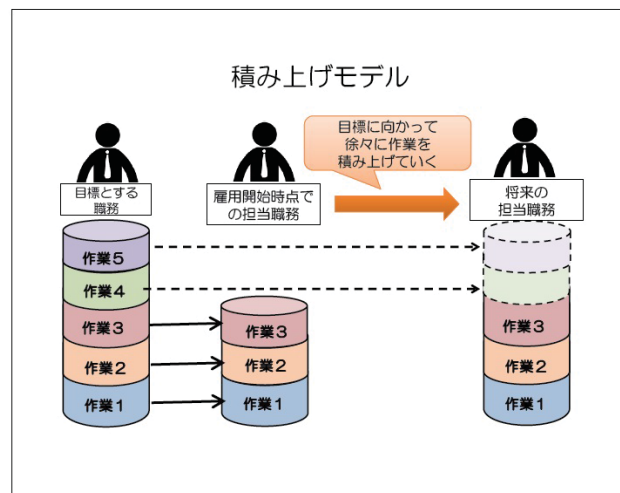 積み上げモデル
目標に向かって
徐々に作業を
積み上げていく
目標とする
職務
雇用開始時点で
の担当職務
将来の
担当職務
作業5
作業4
作業3
作業2
作業1
作業3
作業2
作業1
作業3
作業2
作業1